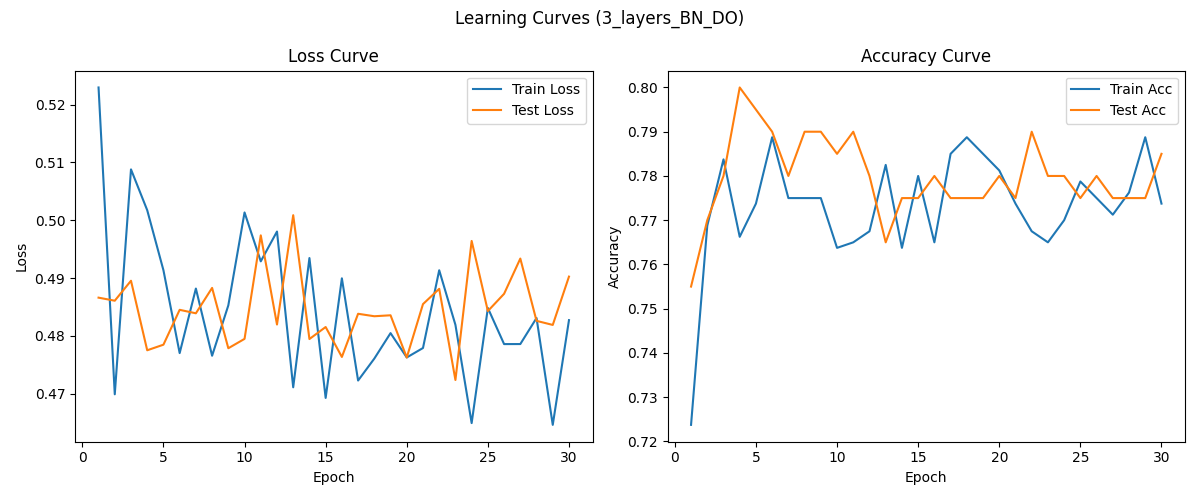 Learning Curves (3_layers_BN_DO)
Loss Curve
Train Loss
Test Loss
0.52
0.51
0.50
0.49
0.48
0.47
Loss
0 5 10 15 20 25 30
Epoch
Accuracy Curve
Train Acc
Test Acc
0.80
0.79
0.78
0.77
0.76
0.75
0.74
0.73
0.72
Accuracy
0 5 10 15 20 25 30
Epoch